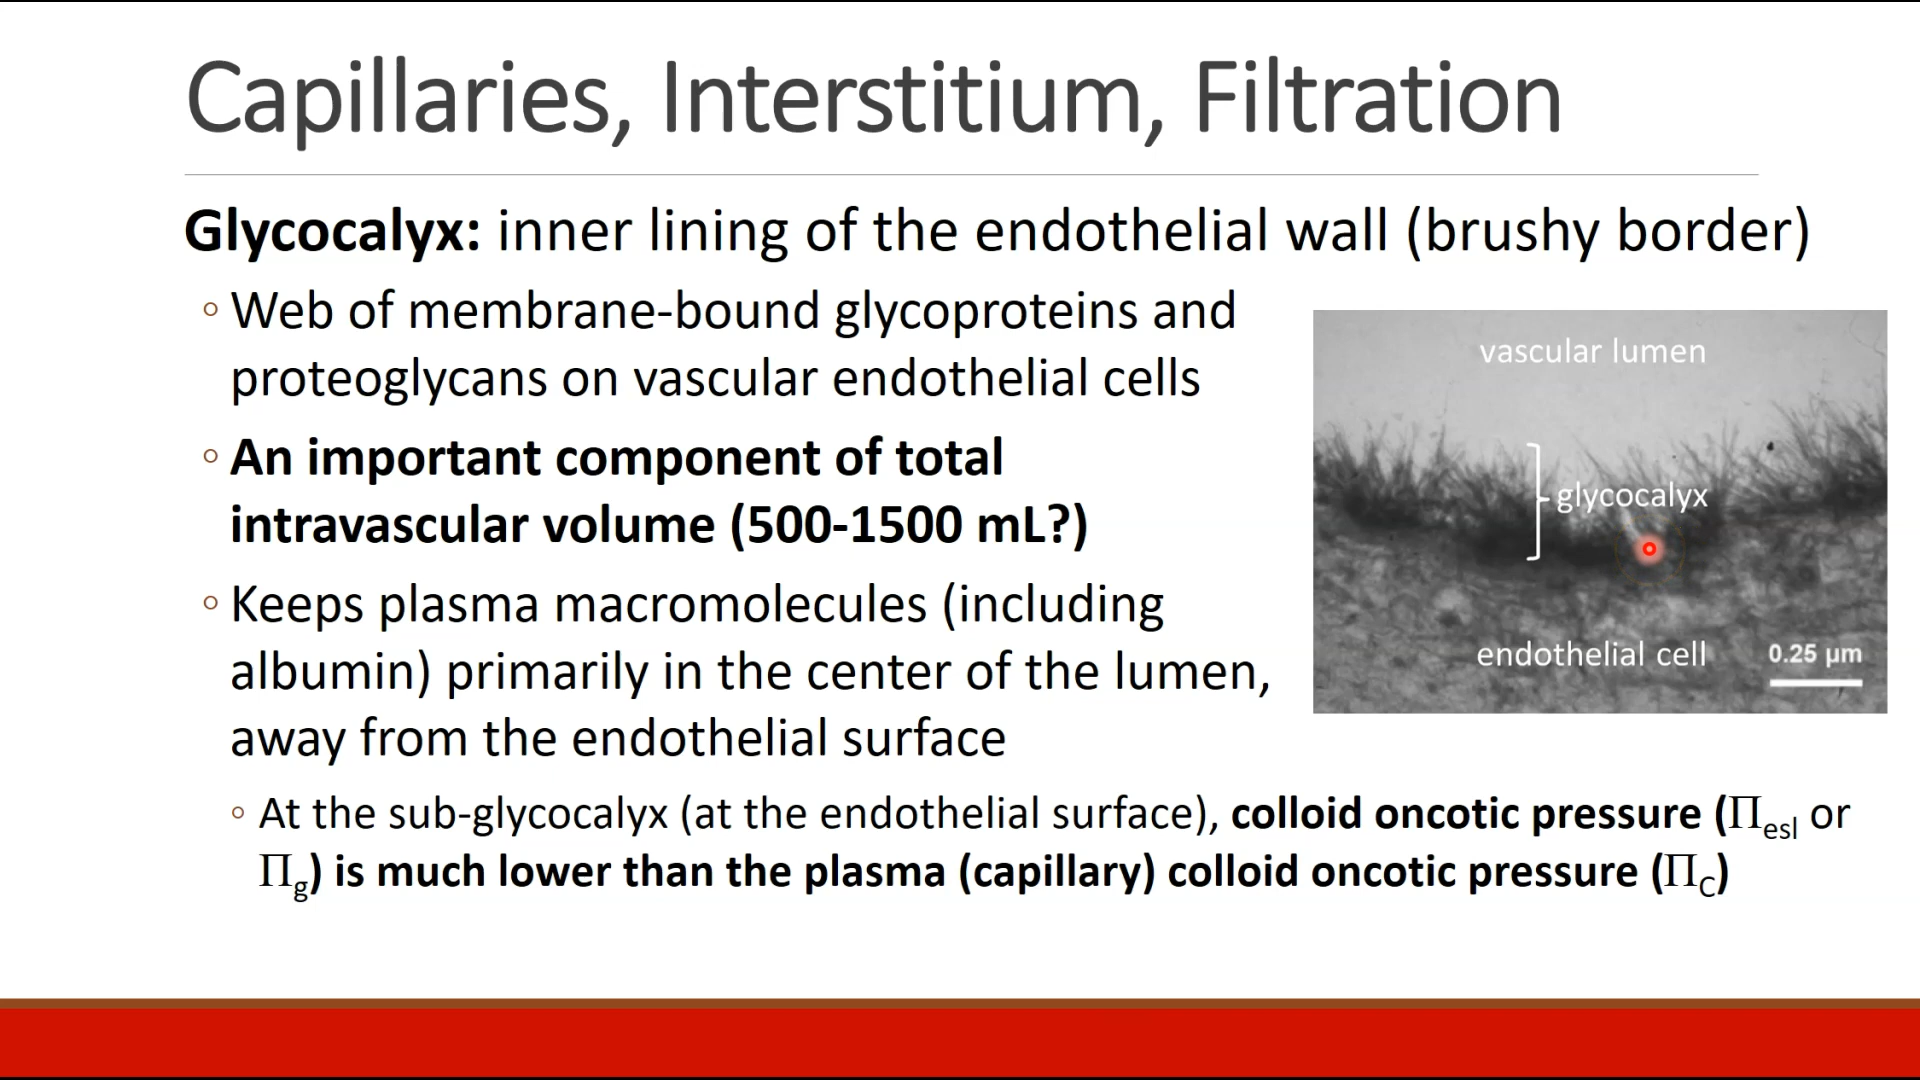 Capillaries, Interstitium, Filtration
Glycocalyx: inner lining of the endothelial wall (brushy border)
◦ Web of membrane-bound glycoproteins and
proteoglycans on vascular endothelial cells
◦ An important component of total
intravascular volume (500-1500 mL?)
◦ Keeps plasma macromolecules (including
albumin) primarily in the center of the lumen,
away from the endothelial surface
◦ At the sub-glycocalyx (at the endothelial surface), colloid oncotic pressure (Πesl or
Πg) is much lower than the plasma (capillary) colloid oncotic pressure (ΠC)
vascular lumen
glycocalyx
endothelial cell
0.25 µm